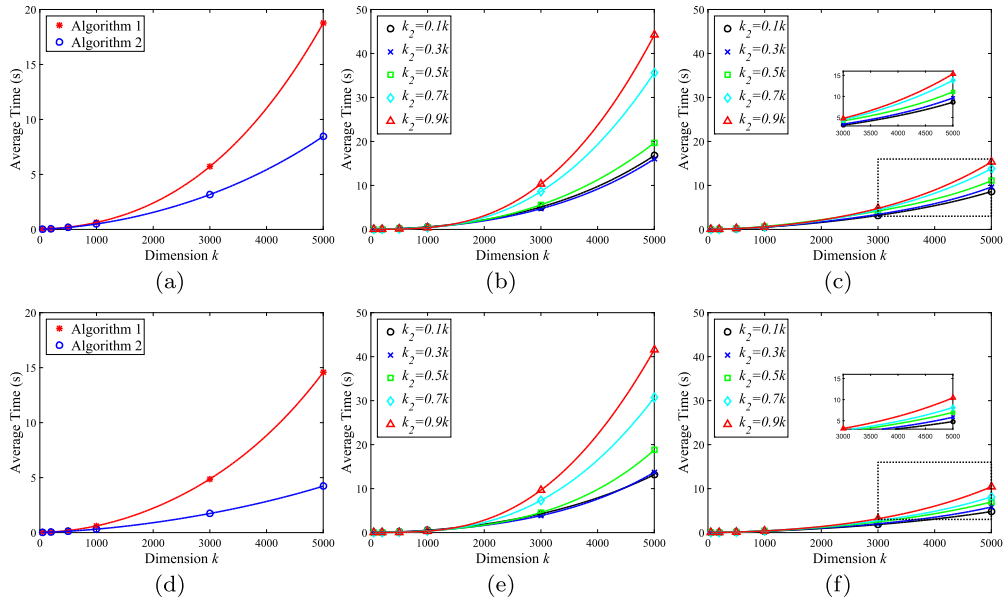 20
15
10
5
0
Average Time (s)
0
1000
2000
3000
4000
5000
Dimension k
Algorithm 1
Algorithm 2
(a)
50
40
30
20
10
0
Average Time (s)
0
1000
2000
3000
4000
5000
Dimension k
k2=0.1k
k2=0.3k
k2=0.5k
k2=0.7k
k2=0.9k
(b)
50
40
30
20
10
0
Average Time (s)
0
1000
2000
3000
4000
5000
Dimension k
k2=0.1k
k2=0.3k
k2=0.5k
k2=0.7k
k2=0.9k
15
10
5
3000
3500
4000
4500
5000
(c)
20
15
10
5
0
Average Time (s)
0
1000
2000
3000
4000
5000
Dimension k
Algorithm 1
Algorithm 2
(d)
50
40
30
20
10
0
Average Time (s)
0
1000
2000
3000
4000
5000
Dimension k
k2=0.1k
k2=0.3k
k2=0.5k
k2=0.7k
k2=0.9k
(e)
50
40
30
20
10
0
Average Time (s)
0
1000
2000
3000
4000
5000
Dimension k
k2=0.1k
k2=0.3k
k2=0.5k
k2=0.7k
k2=0.9k
15
10
5
3000
3500
4000
4500
5000
(f)